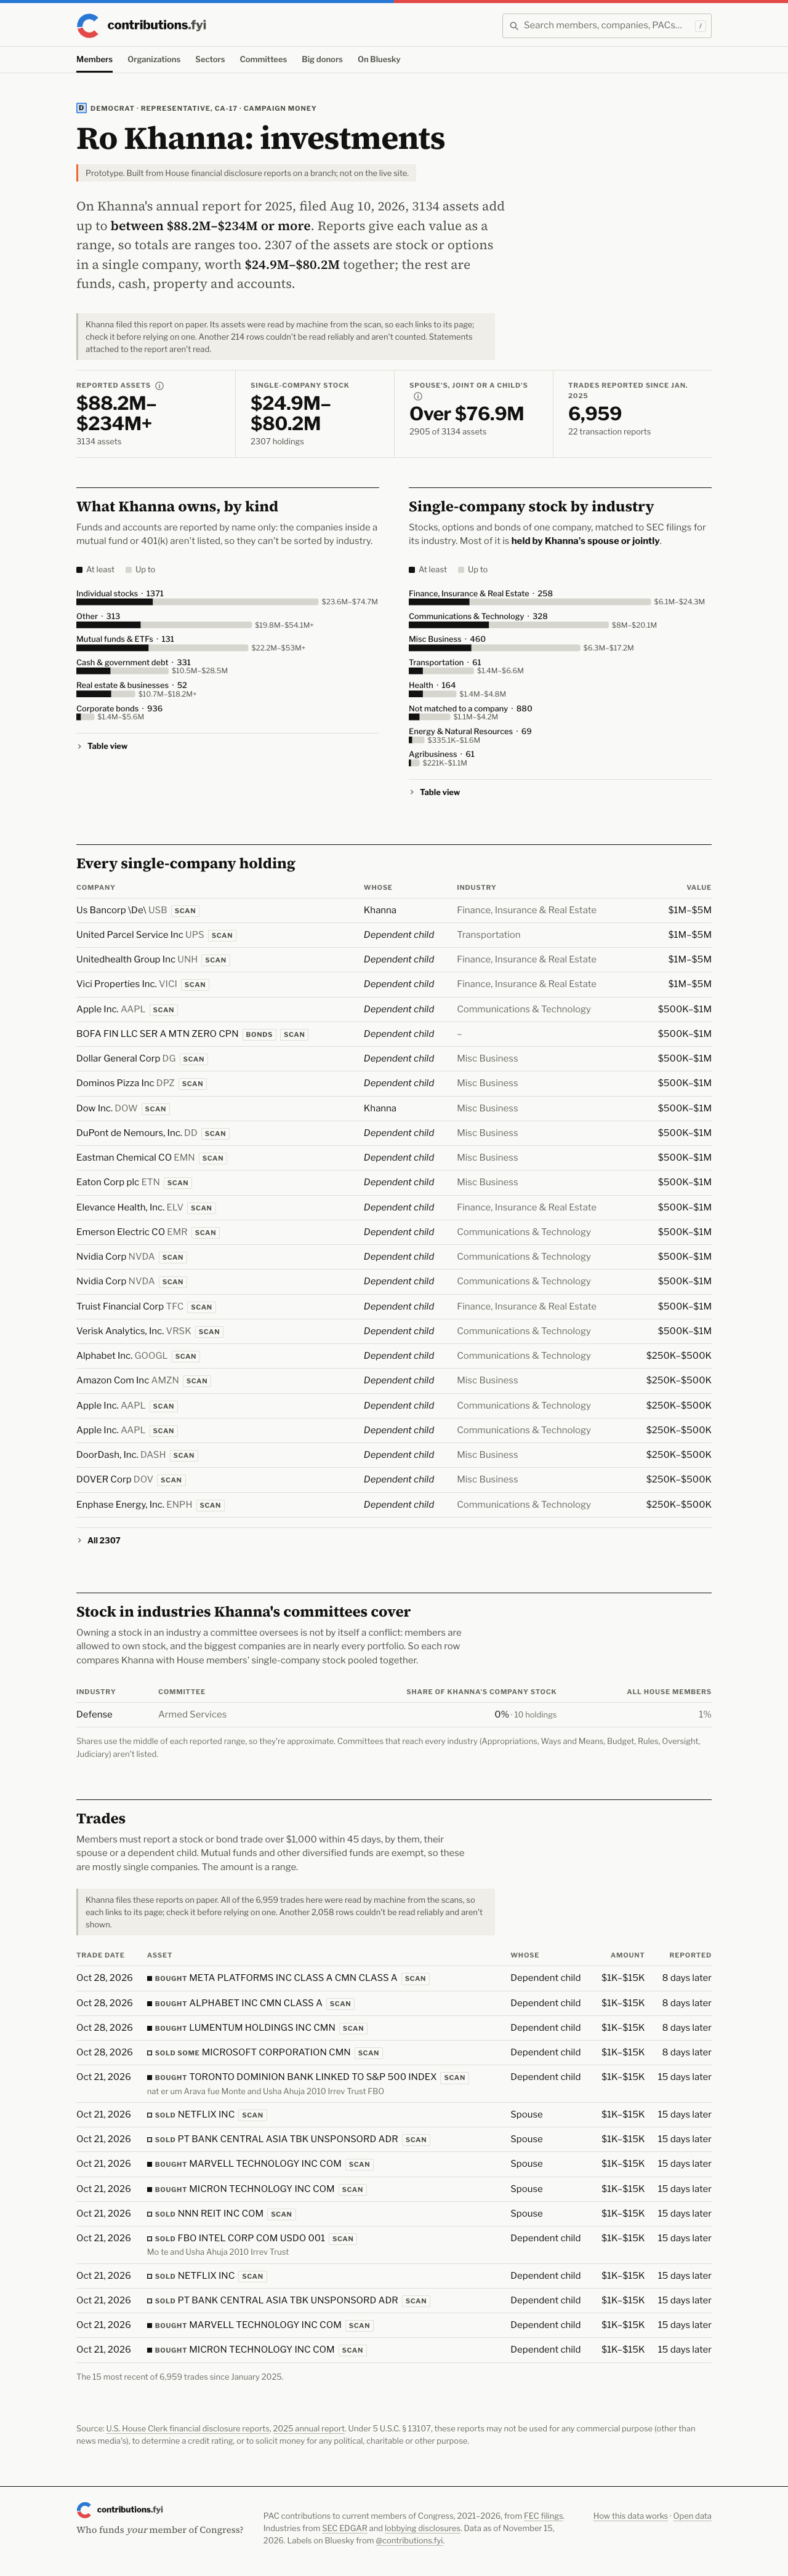 contributions.fyi
Search members, companies, PACs... /
Members Organizations Sectors Committees Big donors On Bluesky
D DEMOCRAT · REPRESENTATIVE, CA-17 · CAMPAIGN MONEY
Ro Khanna: investments
Prototype. Built from House financial disclosure reports on a branch; not on the live site.
On Khanna's annual report for 2025, filed Aug 10, 2026, 3134 assets add
up to between $88.2M–$234M or more. Reports give each value as a
range, so totals are ranges too. 2307 of the assets are stock or options
in a single company, worth $24.9M–$80.2M together; the rest are
funds, cash, property and accounts.
Khanna filed this report on paper. Its assets were read by machine from the scan, so each links to its page;
check it before relying on one. Another 214 rows couldn't be read reliably and aren't counted. Statements
attached to the report aren't read.
REPORTED ASSETS
$88.2M–
$234M+
3134 assets
SINGLE-COMPANY STOCK
$24.9M–
$80.2M
2307 holdings
SPOUSE'S, JOINT OR A CHILD'S
Over $76.9M
2905 of 3134 assets
TRADES REPORTED SINCE JAN.
2025
6,959
22 transaction reports
What Khanna owns, by kind
Funds and accounts are reported by name only: the companies inside a
mutual fund or 401(k) aren't listed, so they can't be sorted by industry.
At least Up to
Individual stocks · 1371
$23.6M–$74.7M
Other · 313
$19.8M–$54.1M+
Mutual funds & ETFs · 131
$22.2M–$53M+
Cash & government debt · 331
$10.5M–$28.5M
Real estate & businesses · 52
$10.7M–$18.2M+
Corporate bonds · 936
$1.4M–$5.6M
Table view
Single-company stock by industry
Stocks, options and bonds of one company, matched to SEC filings for
its industry. Most of it is held by Khanna's spouse or jointly.
At least Up to
Finance, Insurance & Real Estate · 258
$6.1M–$24.3M
Communications & Technology · 328
$8M–$20.1M
Misc Business · 460
$6.3M–$17.2M
Transportation · 61
$1.4M–$6.6M
Health · 164
$1.4M–$4.8M
Not matched to a company · 880
$1.1M–$4.2M
Energy & Natural Resources · 69
$335.1K–$1.6M
Agribusiness · 61
$221K–$1.1M
Table view
Every single-company holding
COMPANY WHOSE INDUSTRY VALUE
Us Bancorp \De\ USB SCAN Khanna Finance, Insurance & Real Estate $1M–$5M
United Parcel Service Inc UPS SCAN Dependent child Transportation $1M–$5M
Unitedhealth Group Inc UNH SCAN Dependent child Finance, Insurance & Real Estate $1M–$5M
Vici Properties Inc. VICI SCAN Dependent child Finance, Insurance & Real Estate $1M–$5M
Apple Inc. AAPL SCAN Dependent child Communications & Technology $500K–$1M
BOFA FIN LLC SER A MTN ZERO CPN BONDS SCAN Dependent child – $500K–$1M
Dollar General Corp DG SCAN Dependent child Misc Business $500K–$1M
Dominos Pizza Inc DPZ SCAN Dependent child Misc Business $500K–$1M
Dow Inc. DOW SCAN Khanna Misc Business $500K–$1M
DuPont de Nemours, Inc. DD SCAN Dependent child Misc Business $500K–$1M
Eastman Chemical CO EMN SCAN Dependent child Misc Business $500K–$1M
Eaton Corp plc ETN SCAN Dependent child Misc Business $500K–$1M
Elevance Health, Inc. ELV SCAN Dependent child Finance, Insurance & Real Estate $500K–$1M
Emerson Electric CO EMR SCAN Dependent child Communications & Technology $500K–$1M
Nvidia Corp NVDA SCAN Dependent child Communications & Technology $500K–$1M
Nvidia Corp NVDA SCAN Dependent child Communications & Technology $500K–$1M
Truist Financial Corp TFC SCAN Dependent child Finance, Insurance & Real Estate $500K–$1M
Verisk Analytics, Inc. VRSK SCAN Dependent child Communications & Technology $500K–$1M
Alphabet Inc. GOOGL SCAN Dependent child Communications & Technology $250K–$500K
Amazon Com Inc AMZN SCAN Dependent child Misc Business $250K–$500K
Apple Inc. AAPL SCAN Dependent child Communications & Technology $250K–$500K
Apple Inc. AAPL SCAN Dependent child Communications & Technology $250K–$500K
DoorDash, Inc. DASH SCAN Dependent child Misc Business $250K–$500K
DOVER Corp DOV SCAN Dependent child Misc Business $250K–$500K
Enphase Energy, Inc. ENPH SCAN Dependent child Communications & Technology $250K–$500K
All 2307
Stock in industries Khanna's committees cover
Owning a stock in an industry a committee oversees is not by itself a conflict: members are
allowed to own stock, and the biggest companies are in nearly every portfolio. So each row
compares Khanna with House members' single-company stock pooled together.
INDUSTRY COMMITTEE SHARE OF KHANNA'S COMPANY STOCK ALL HOUSE MEMBERS
Defense Armed Services 0% · 10 holdings 1%
Shares use the middle of each reported range, so they're approximate. Committees that reach every industry (Appropriations, Ways and Means, Budget, Rules, Oversight,
Judiciary) aren't listed.
Trades
Members must report a stock or bond trade over $1,000 within 45 days, by them, their
spouse or a dependent child. Mutual funds and other diversified funds are exempt, so these
are mostly single companies. The amount is a range.
Khanna files these reports on paper. All of the 6,959 trades here were read by machine from the scans, so
each links to its page; check it before relying on one. Another 2,058 rows couldn't be read reliably and aren't
shown.
TRADE DATE ASSET WHOSE AMOUNT REPORTED
Oct 28, 2026 BOUGHT META PLATFORMS INC CLASS A CMN CLASS A SCAN Dependent child $1K–$15K 8 days later
Oct 28, 2026 BOUGHT ALPHABET INC CMN CLASS A SCAN Dependent child $1K–$15K 8 days later
Oct 28, 2026 BOUGHT LUMENTUM HOLDINGS INC CMN SCAN Dependent child $1K–$15K 8 days later
Oct 28, 2026 SOLD SOME MICROSOFT CORPORATION CMN SCAN Dependent child $1K–$15K 8 days later
Oct 21, 2026 BOUGHT TORONTO DOMINION BANK LINKED TO S&P 500 INDEX SCAN Dependent child $1K–$15K 15 days later
nat er um Arava fue Monte and Usha Ahuja 2010 Irrev Trust FBO
Oct 21, 2026 SOLD NETFLIX INC SCAN Spouse $1K–$15K 15 days later
Oct 21, 2026 SOLD PT BANK CENTRAL ASIA TBK UNSPONSORD ADR SCAN Spouse $1K–$15K 15 days later
Oct 21, 2026 BOUGHT MARVELL TECHNOLOGY INC COM SCAN Spouse $1K–$15K 15 days later
Oct 21, 2026 BOUGHT MICRON TECHNOLOGY INC COM SCAN Spouse $1K–$15K 15 days later
Oct 21, 2026 SOLD NNN REIT INC COM SCAN Spouse $1K–$15K 15 days later
Oct 21, 2026 SOLD FBO INTEL CORP COM USDO 001 SCAN Dependent child $1K–$15K 15 days later
Mo te and Usha Ahuja 2010 Irrev Trust
Oct 21, 2026 SOLD NETFLIX INC SCAN Dependent child $1K–$15K 15 days later
Oct 21, 2026 SOLD PT BANK CENTRAL ASIA TBK UNSPONSORD ADR SCAN Dependent child $1K–$15K 15 days later
Oct 21, 2026 BOUGHT MARVELL TECHNOLOGY INC COM SCAN Dependent child $1K–$15K 15 days later
Oct 21, 2026 BOUGHT MICRON TECHNOLOGY INC COM SCAN Dependent child $1K–$15K 15 days later
The 15 most recent of 6,959 trades since January 2025.
Source: U.S. House Clerk financial disclosure reports, 2025 annual report. Under 5 U.S.C. § 13107, these reports may not be used for any commercial purpose (other than
news media's), to determine a credit rating, or to solicit money for any political, charitable or other purpose.
contributions.fyi
Who funds your member of Congress?
PAC contributions to current members of Congress, 2021–2026, from FEC filings.
Industries from SEC EDGAR and lobbying disclosures. Data as of November 15,
2026. Labels on Bluesky from @contributions.fyi.
How this data works · Open data